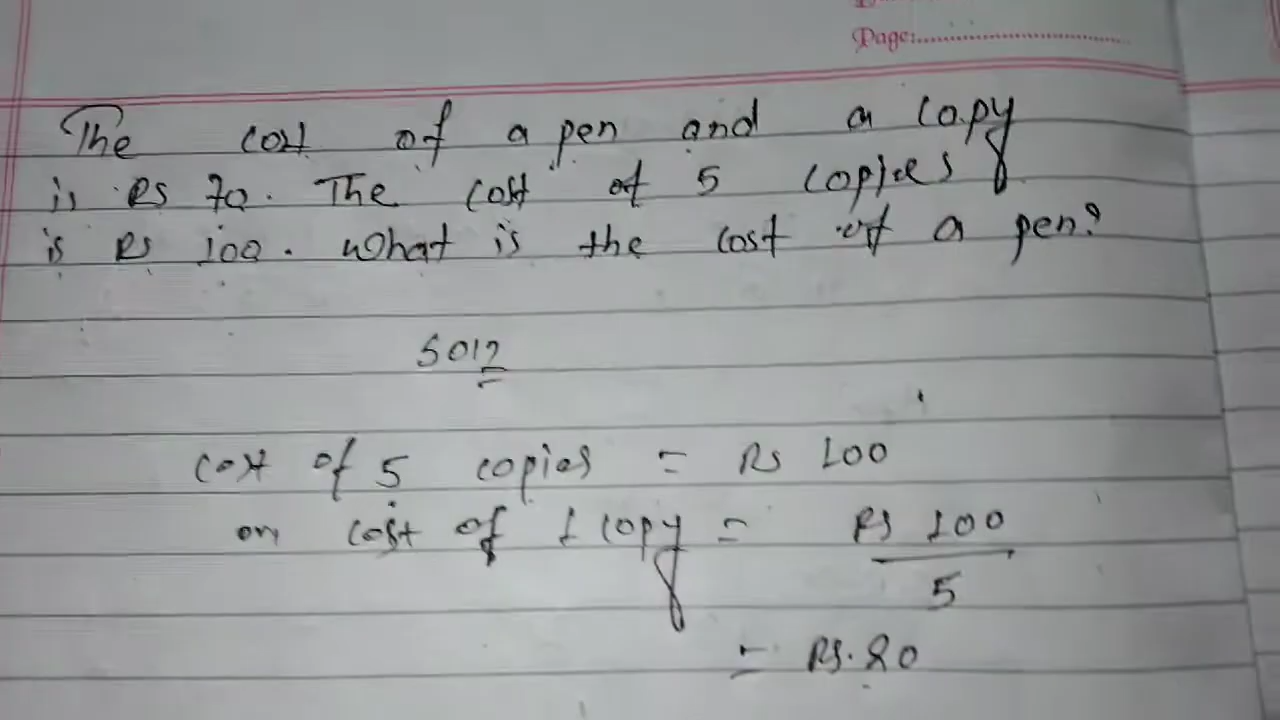 Page:
The cost of a pen and a copy
is Rs 70. The cost of 5 copies
is Rs 100. What is the cost of a pen?
Soln
cost of 5 copies = Rs 100
or cost of 1 copy = Rs 100
5
= Rs. 20